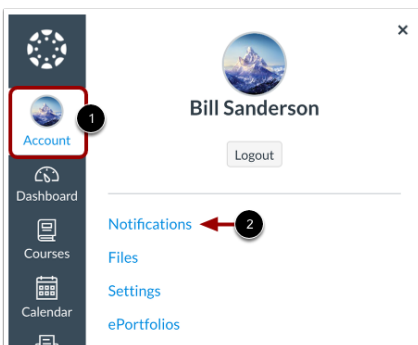 ×
1
Account
Bill Sanderson
Logout
Dashboard
Notifications
2
Courses
Files
Settings
Calendar
ePortfolios